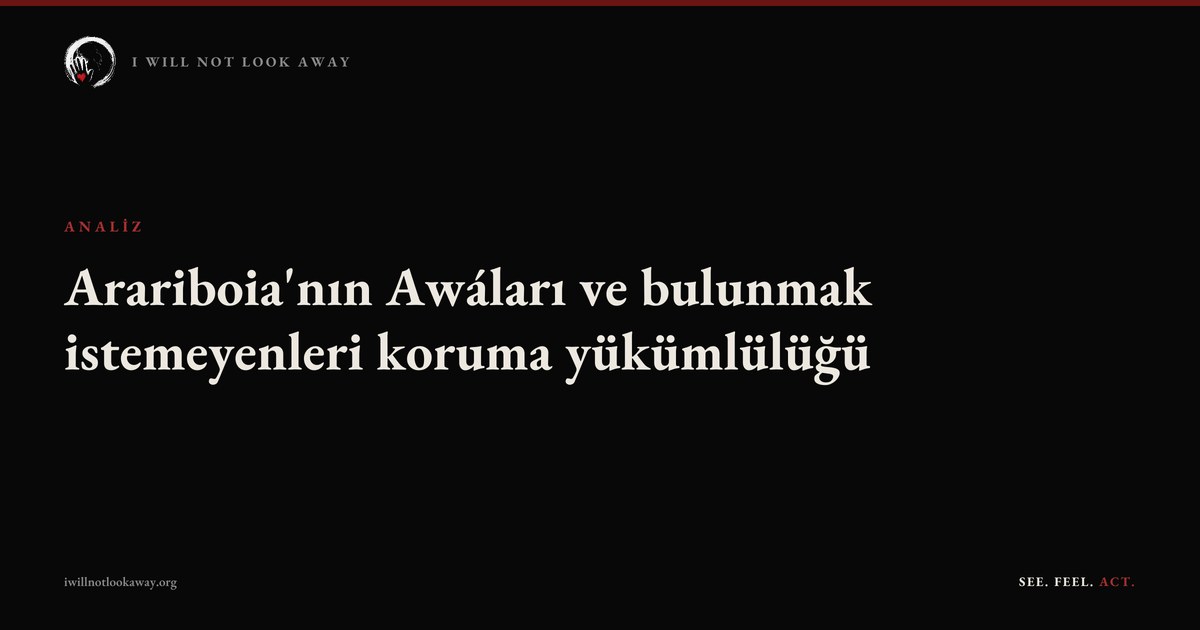 I WILL NOT LOOK AWAY
ANALİZ
Arariboia'nın Awáları ve bulunmak
istemeyenleri koruma yükümlülüğü
iwillnotlookaway.org
SEE. FEEL. ACT.